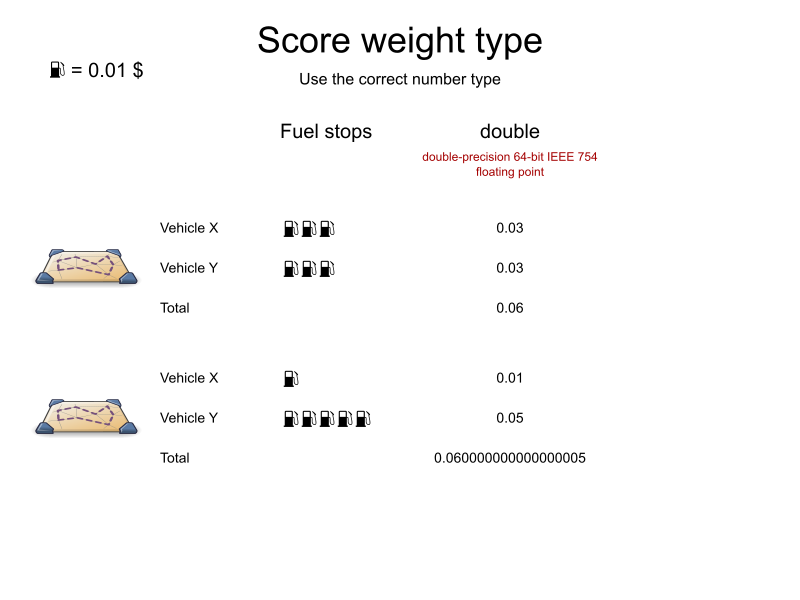 Score weight type
= 0.01 $
Use the correct number type
Fuel stops
double
double-precision 64-bit IEEE 754
floating point
Vehicle X
0.03
Vehicle Y
0.03
Total
0.06
Vehicle X
0.01
Vehicle Y
0.05
Total
0.060000000000000005